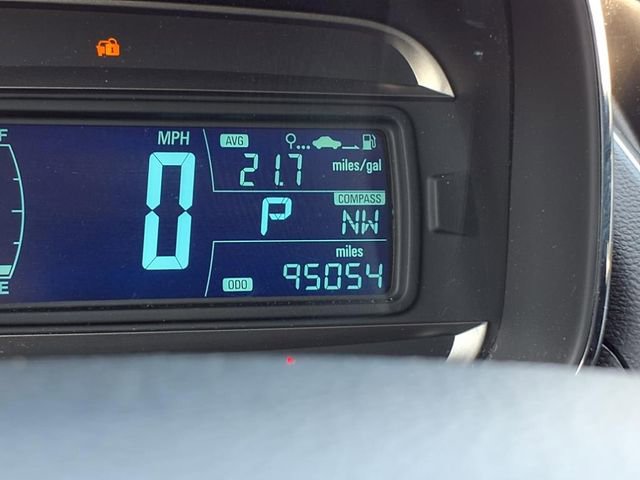 F
MPH
AVG
21.7
miles/gal
0
P
COMPASS
NW
miles
ODO
95054
E